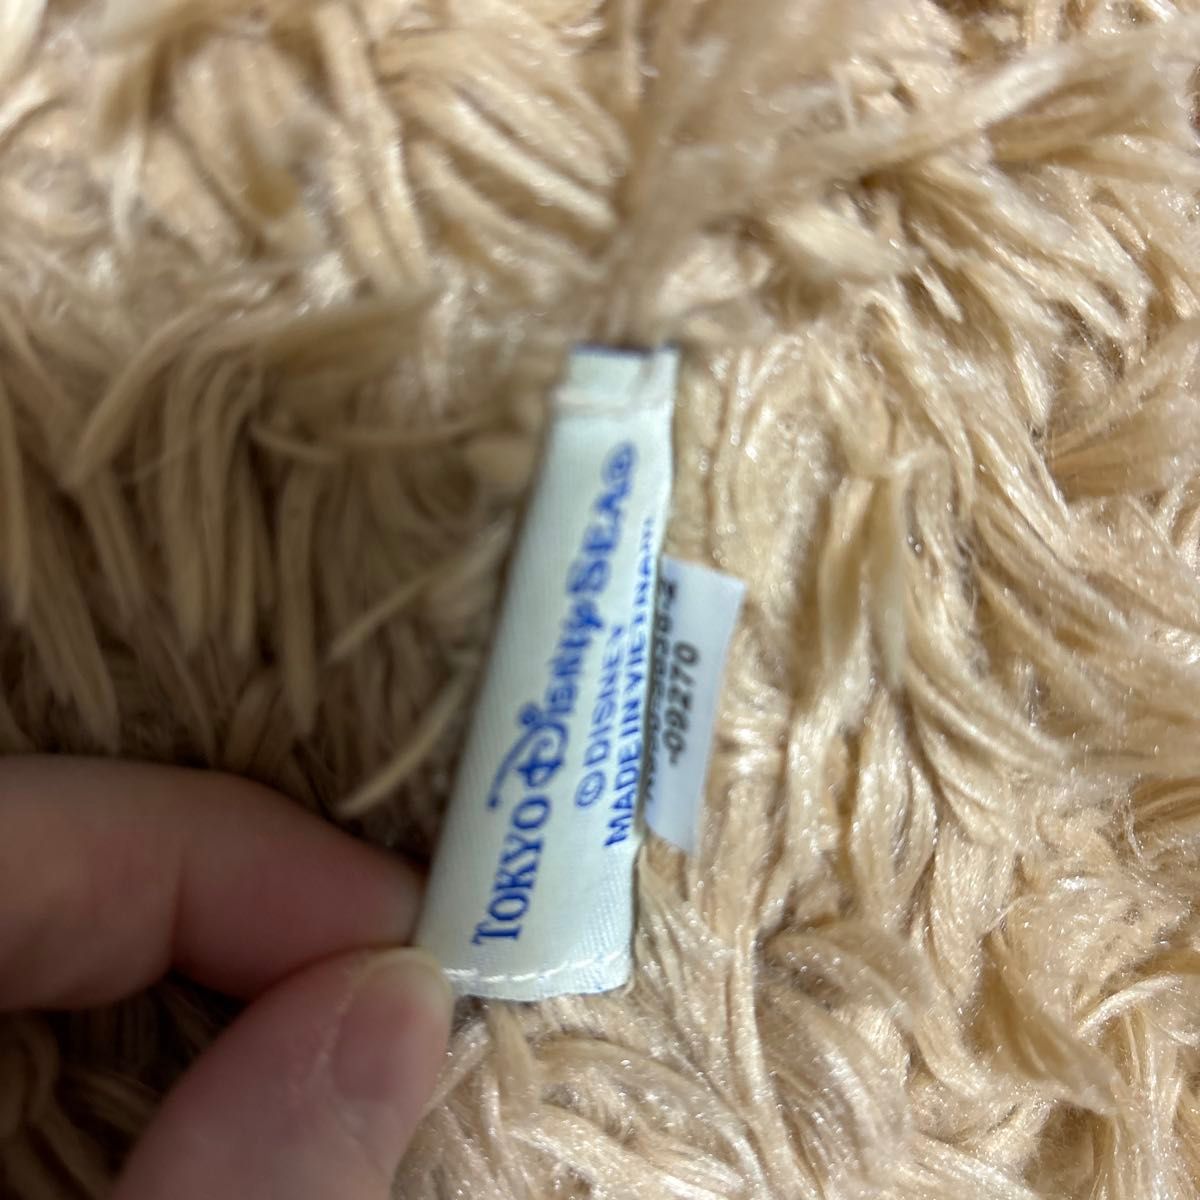 TOKYO DISNEYSEA®
©DISNEY
MADE IN VIETNAM
-09270